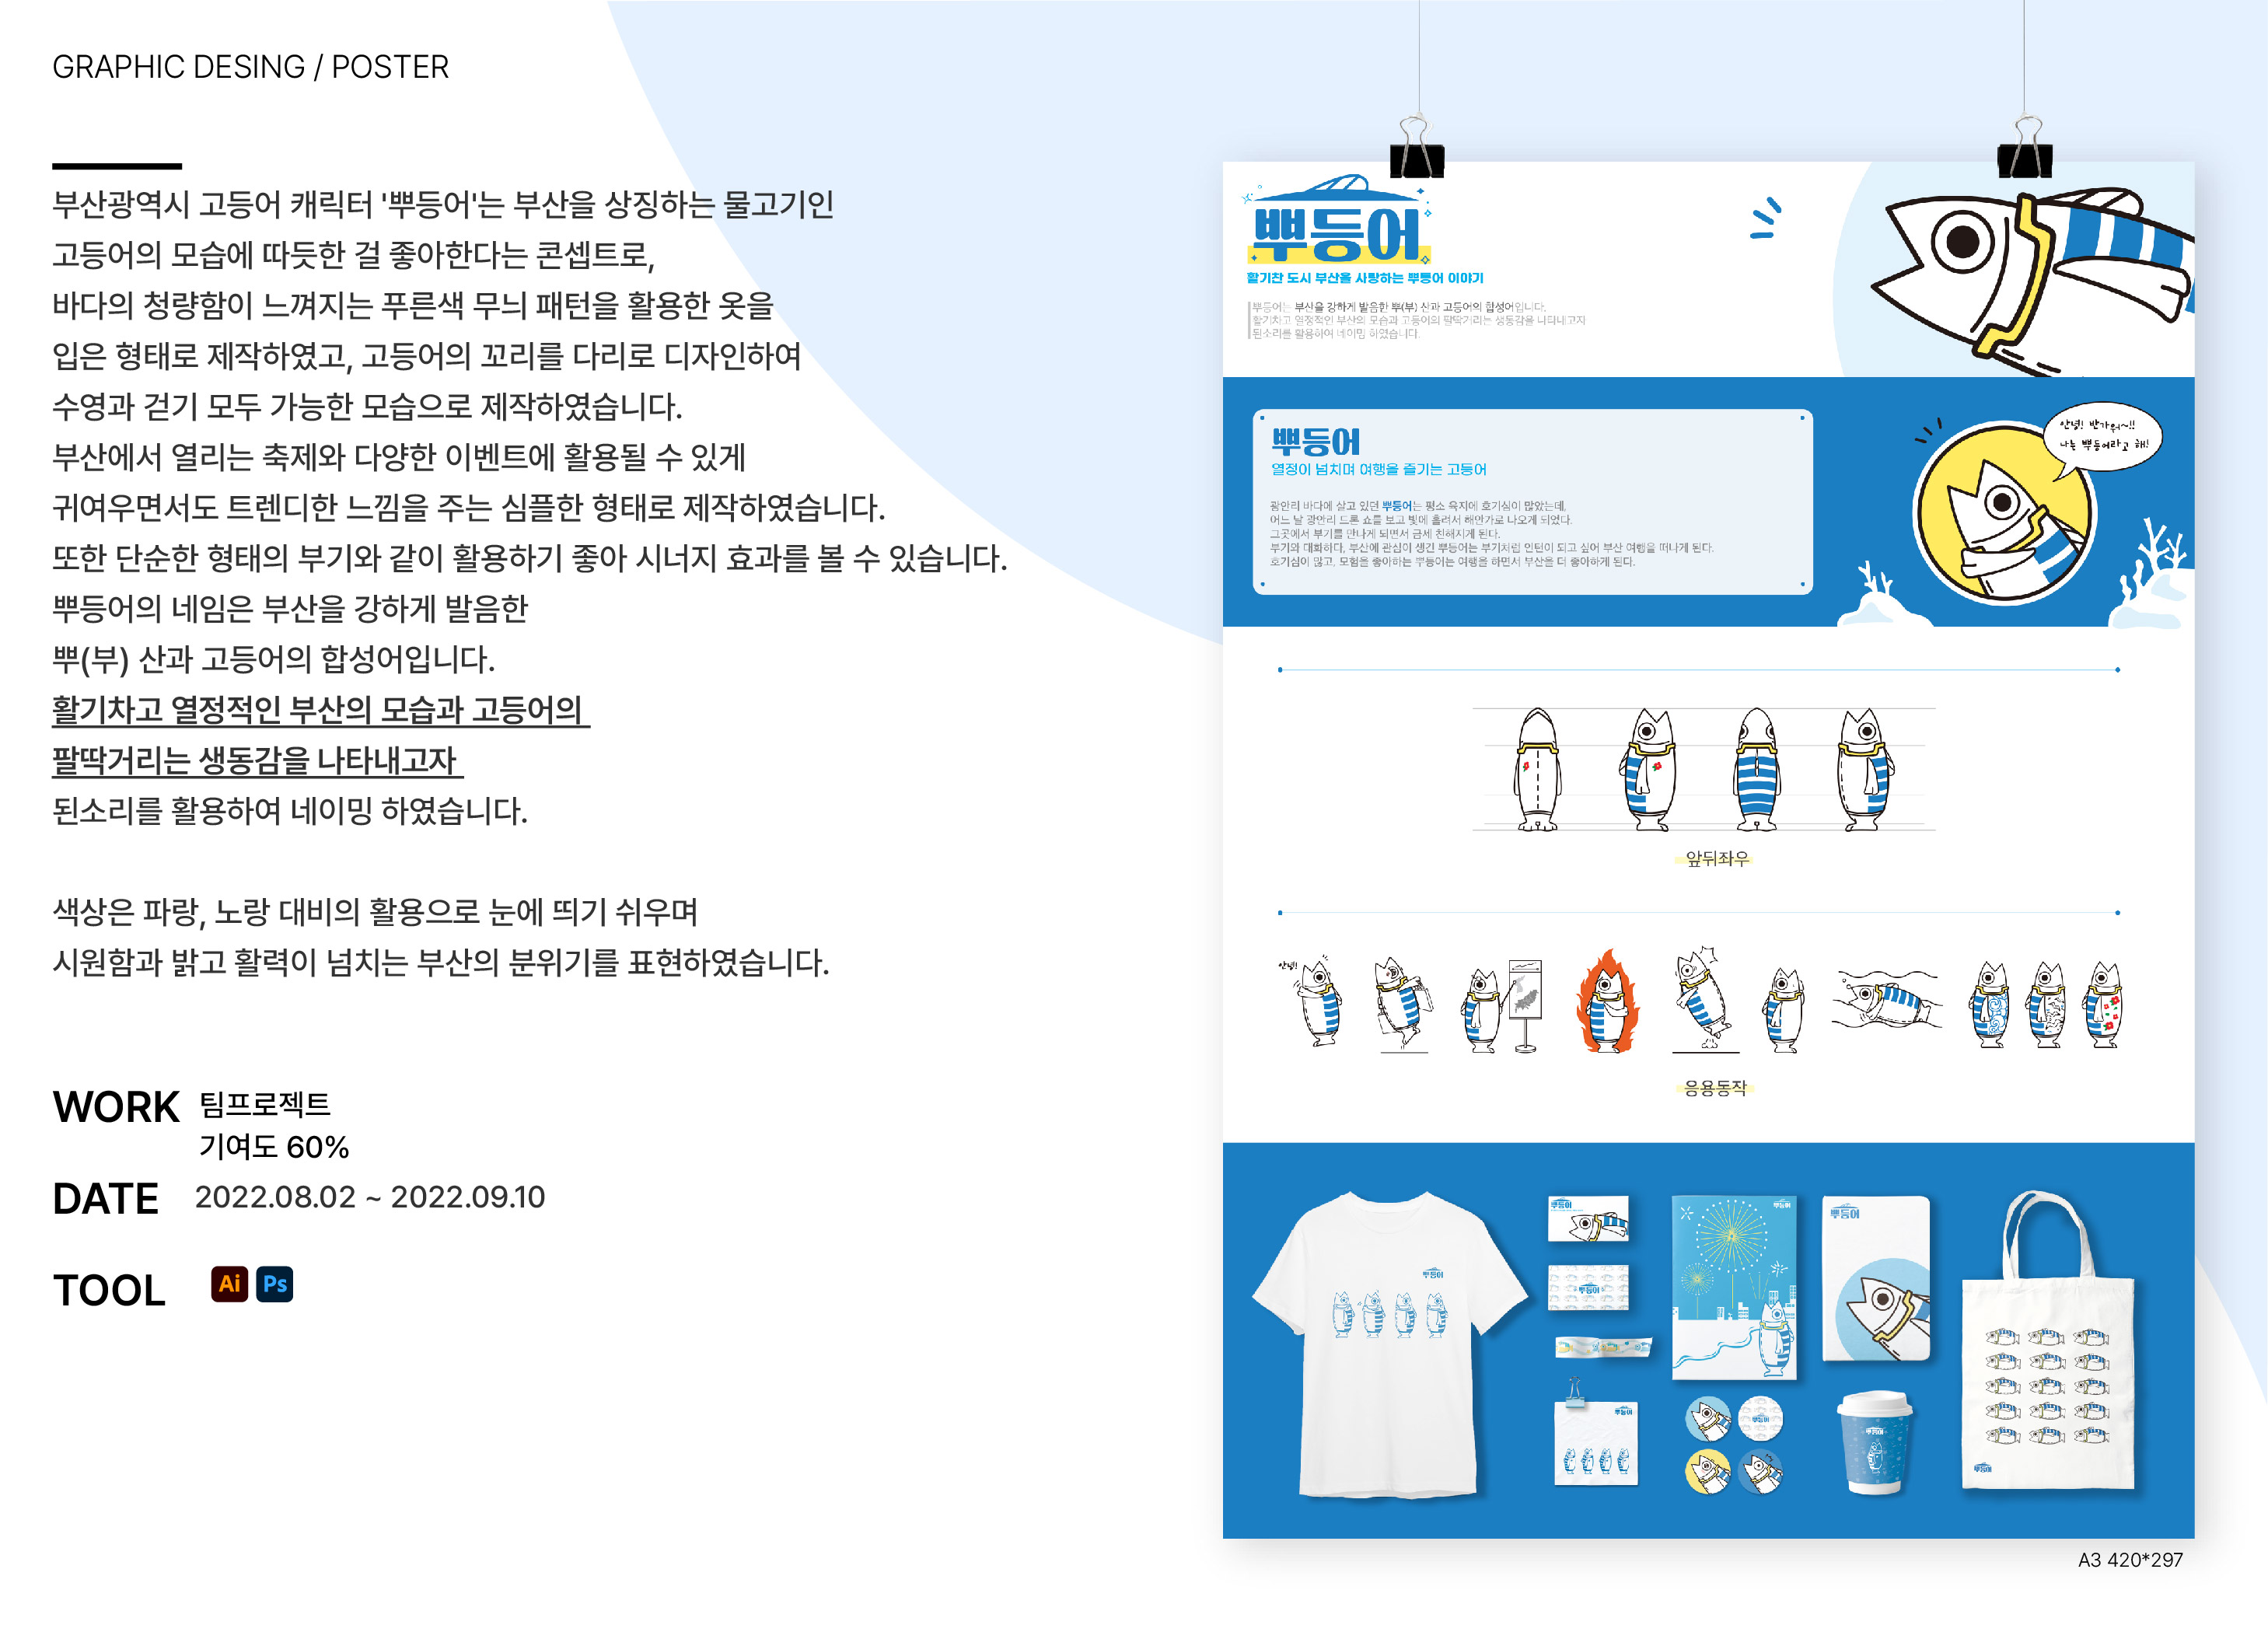 GRAPHIC DESING / POSTER
부산광역시 고등어 캐릭터 '뿌등어'는 부산을 상징하는 물고기인
고등어의 모습에 따듯한 걸 좋아한다는 콘셉트로,
바다의 청량함이 느껴지는 푸른색 무늬 패턴을 활용한 옷을
입은 형태로 제작하였고, 고등어의 꼬리를 다리로 디자인하여
수영과 걷기 모두 가능한 모습으로 제작하였습니다.
부산에서 열리는 축제와 다양한 이벤트에 활용될 수 있게
귀여우면서도 트렌디한 느낌을 주는 심플한 형태로 제작하였습니다.
또한 단순한 형태의 부기와 같이 활용하기 좋아 시너지 효과를 볼 수 있습니다.
뿌등어의 네임은 부산을 강하게 발음한
뿌(부) 산과 고등어의 합성어입니다.
활기차고 열정적인 부산의 모습과 고등어의
팔딱거리는 생동감을 나타내고자
된소리를 활용하여 네이밍 하였습니다.
색상은 파랑, 노랑 대비의 활용으로 눈에 띄기 쉬우며
시원함과 밝고 활력이 넘치는 부산의 분위기를 표현하였습니다.
WORK 팀프로젝트
기여도 60%
DATE 2022.08.02 ~ 2022.09.10
TOOL Ai Ps
뿌등어
활기찬 도시 부산을 사랑하는 뿌등어 이야기
뿌등어는 부산을 강하게 발음한 뿌(부) 산과 고등어의 합성어입니다.
활기차고 열정적인 부산의 모습과 고등어의 팔딱거리는 생동감을 나타내고자
된소리를 활용하여 네이밍 하였습니다.
뿌등어
열정이 넘치며 여행을 즐기는 고등어
광안리 바다에 살고 있던 뿌등어는 평소 육지에 호기심이 많았는데,
어느 날 광안리 드론 쇼를 보고 빛에 홀려서 해안가로 나오게 되었다.
그곳에서 부기를 만나게 되면서 금세 친해지게 된다.
부기와 대화하다, 부산에 관심이 생긴 뿌등어는 부기처럼 인턴이 되고 싶어 부산 여행을 떠나게 된다.
호기심이 많고, 모험을 좋아하는 뿌등어는 여행을 하면서 부산을 더 좋아하게 된다.
안녕! 반가워~!!
나는 뿌등어라고 해!
앞뒤좌우
안녕!
응용동작
뿌등어
뿌등어
뿌등어
뿌등어
뿌등어
뿌등어
뿌등어
뿌등어
뿌등어
A3 420*297